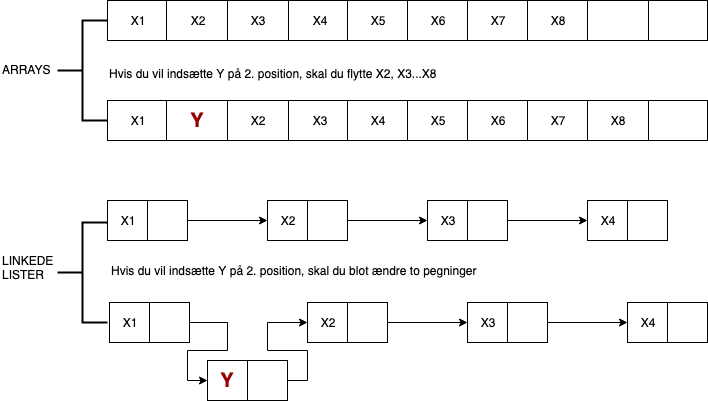 X1 X2 X3 X4 X5 X6 X7 X8
ARRAYS
Hvis du vil indsætte Y på 2. position, skal du flytte X2, X3...X8
X1 Y X2 X3 X4 X5 X6 X7 X8
X1 X2 X3 X4
LINKEDE
LISTER
Hvis du vil indsætte Y på 2. position, skal du blot ændre to pegninger
X1 X2 X3 X4
Y